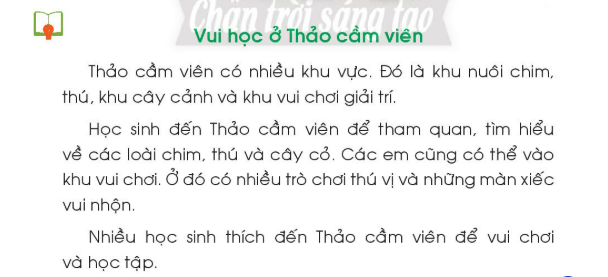 Chân trời sáng tạo
Vui học ở Thảo cầm viên
Thảo cầm viên có nhiều khu vực. Đó là khu nuôi chim,
thú, khu cây cảnh và khu vui chơi giải trí.
Học sinh đến Thảo cầm viên để tham quan, tìm hiểu
về các loài chim, thú và cây cỏ. Các em cũng có thể vào
khu vui chơi. Ở đó có nhiều trò chơi thú vị và những màn xiếc
vui nhộn.
Nhiều học sinh thích đến Thảo cầm viên để vui chơi
và học tập.